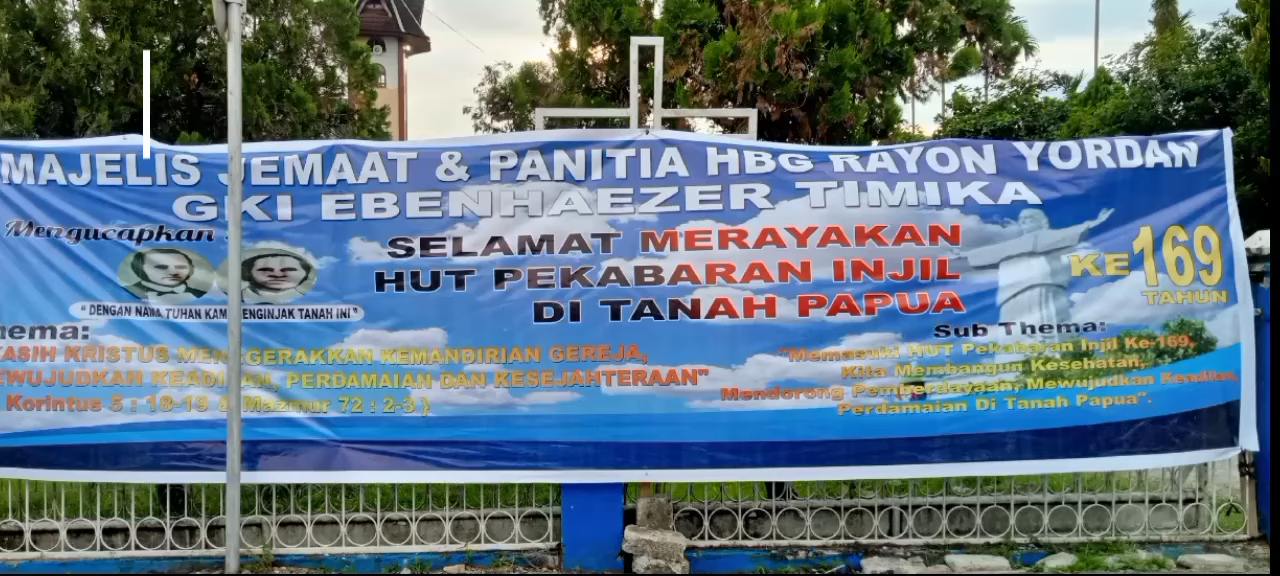 MAJELIS JEMAAT & PANITIA HBG RAYON YORDAN
GKI EBENHAEZER TIMIKA
Mengucapkan :
SELAMAT MERAYAKAN
HUT PEKABARAN INJIL
DI TANAH PAPUA
KE 169
TAHUN
" DENGAN NAMA TUHAN KAMI MENGINJAK TANAH INI "
hema:
KASIH KRISTUS MENGGERAKKAN KEMANDIRIAN GEREJA,
EWUJUDKAN KEADILAN, PERDAMAIAN DAN KESEJAHTERAAN"
Korintus 5 : 18-19 & Mazmur 72 : 2-3 )
Sub Thema:
"Memasuki HUT Pekabaran Injil Ke-169,
Kita Membangun Kesehatan,
Mendorong Pemberdayaan, Mewujudkan Keadilan,
Perdamaian Di Tanah Papua".